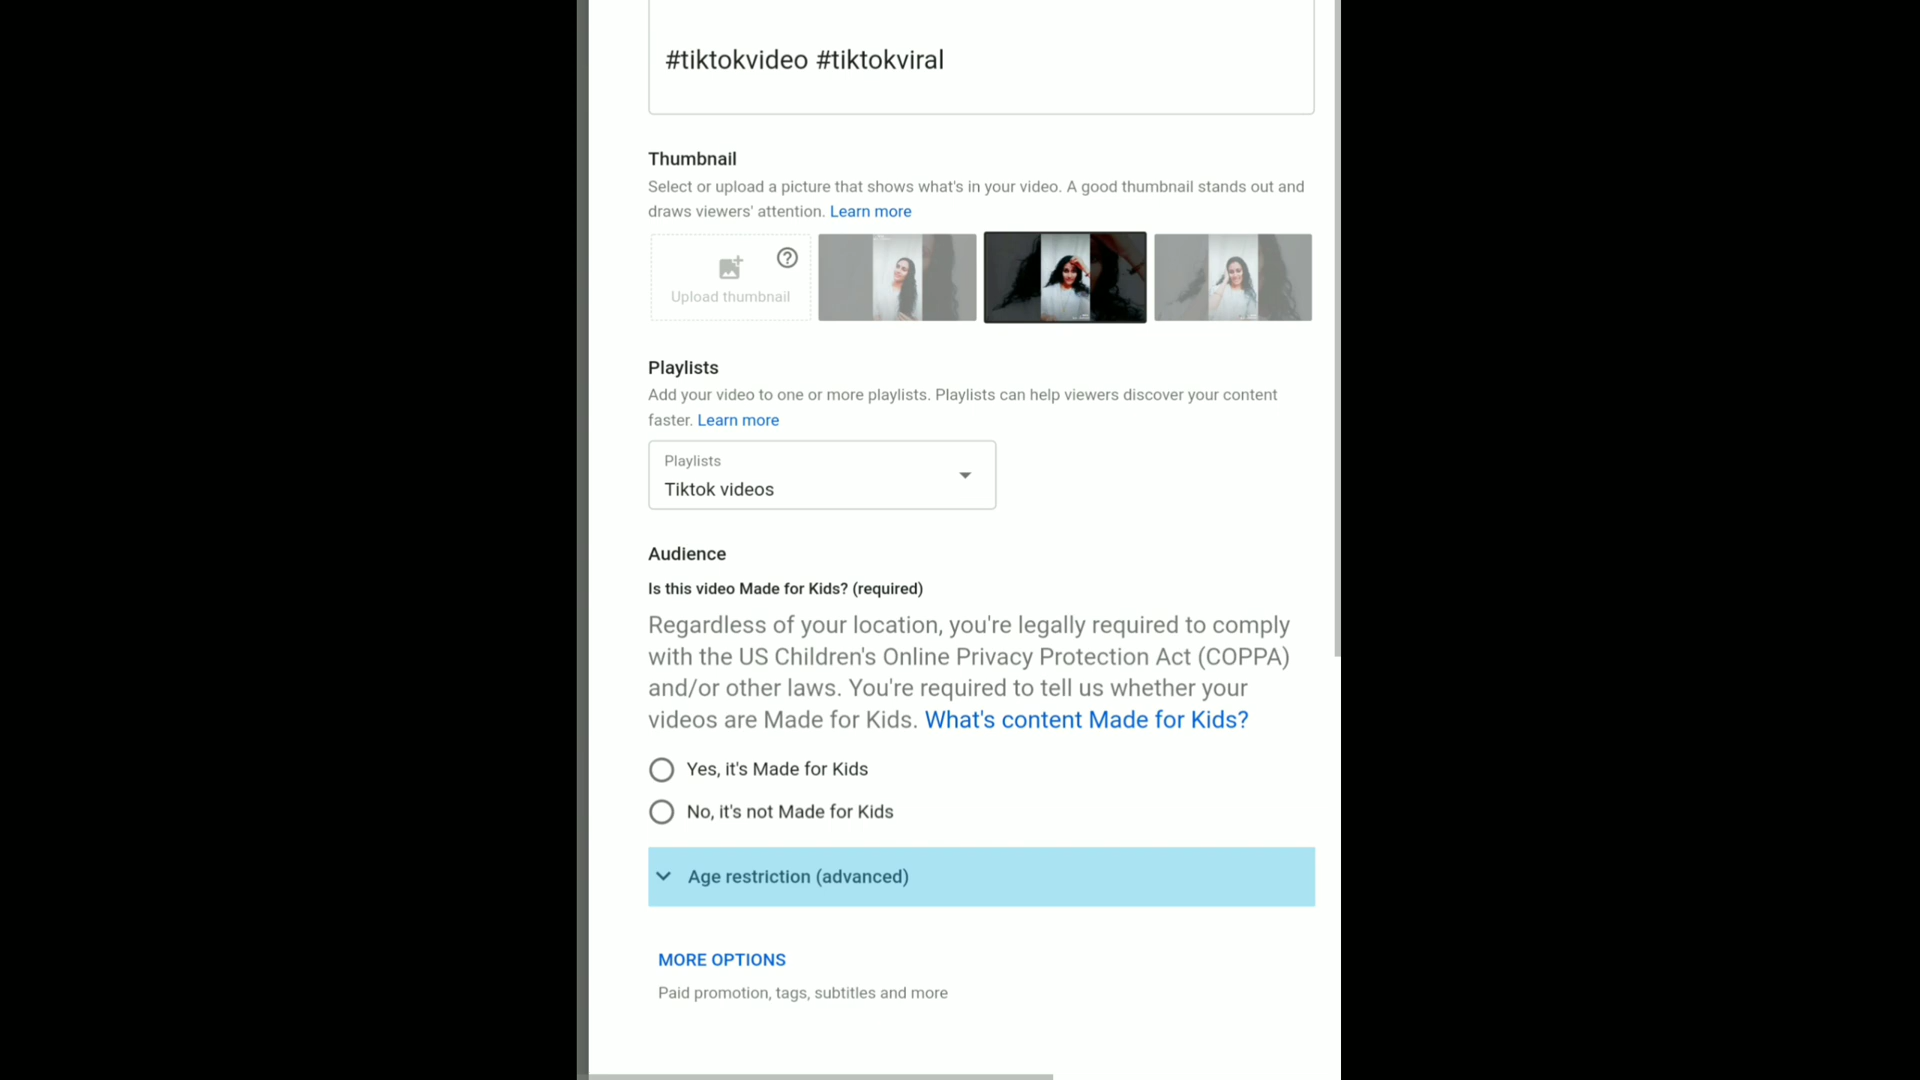 #tiktokvideo #tiktokviral
Thumbnail
Select or upload a picture that shows what's in your video. A good thumbnail stands out and
draws viewers' attention. Learn more
Upload thumbnail
Playlists
Add your video to one or more playlists. Playlists can help viewers discover your content
faster. Learn more
Playlists
Tiktok videos
Audience
Is this video Made for Kids? (required)
Regardless of your location, you're legally required to comply
with the US Children's Online Privacy Protection Act (COPPA)
and/or other laws. You're required to tell us whether your
videos are Made for Kids. What's content Made for Kids?
Yes, it's Made for Kids
No, it's not Made for Kids
Age restriction (advanced)
MORE OPTIONS
Paid promotion, tags, subtitles and more